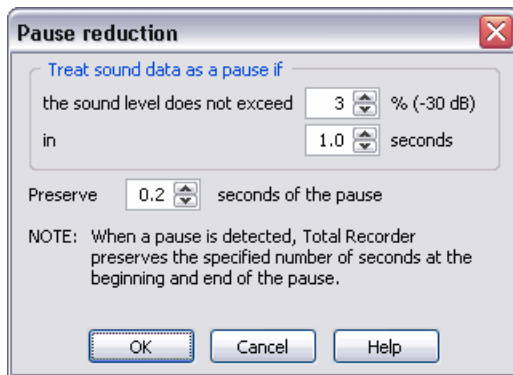 Pause reduction
Treat sound data as a pause if
the sound level does not exceed 3 % (-30 dB)
in 1.0 seconds
Preserve 0.2 seconds of the pause
NOTE: When a pause is detected, Total Recorder
preserves the specified number of seconds at the
beginning and end of the pause.
OK Cancel Help